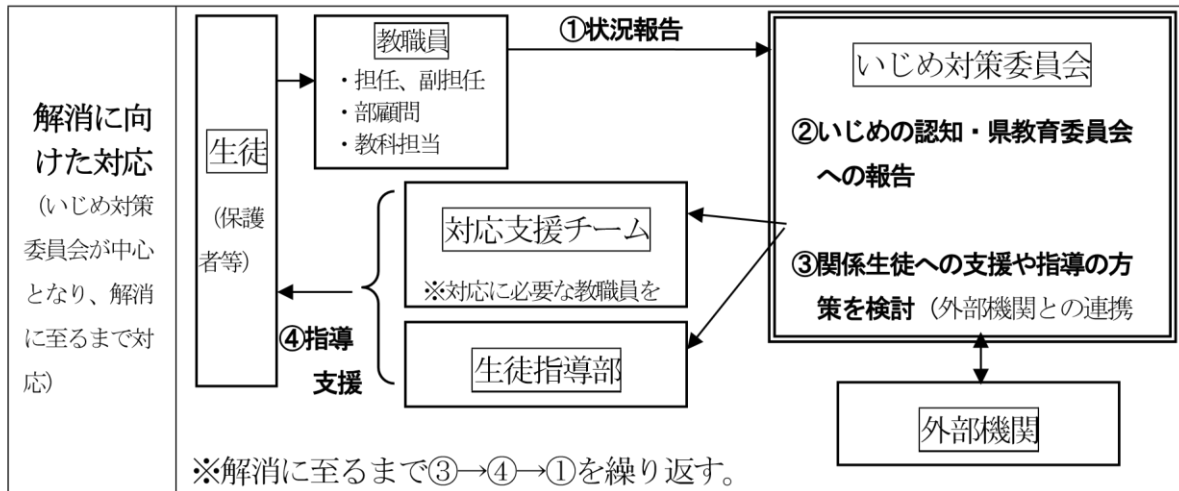 解消に向
けた対応
（いじめ対策
委員会が中心
となり、解消
に至るまで対
応）
生徒
（保護
者等）
教職員
・担任、副担任
・部顧問
・教科担当
①状況報告
いじめ対策委員会
②いじめの認知・県教育委員会
への報告
③関係生徒への支援や指導の方
策を検討（外部機関との連携
対応支援チーム
※対応に必要な教職員を
生徒指導部
④指導
支援
外部機関
※解消に至るまで③→④→①を繰り返す。